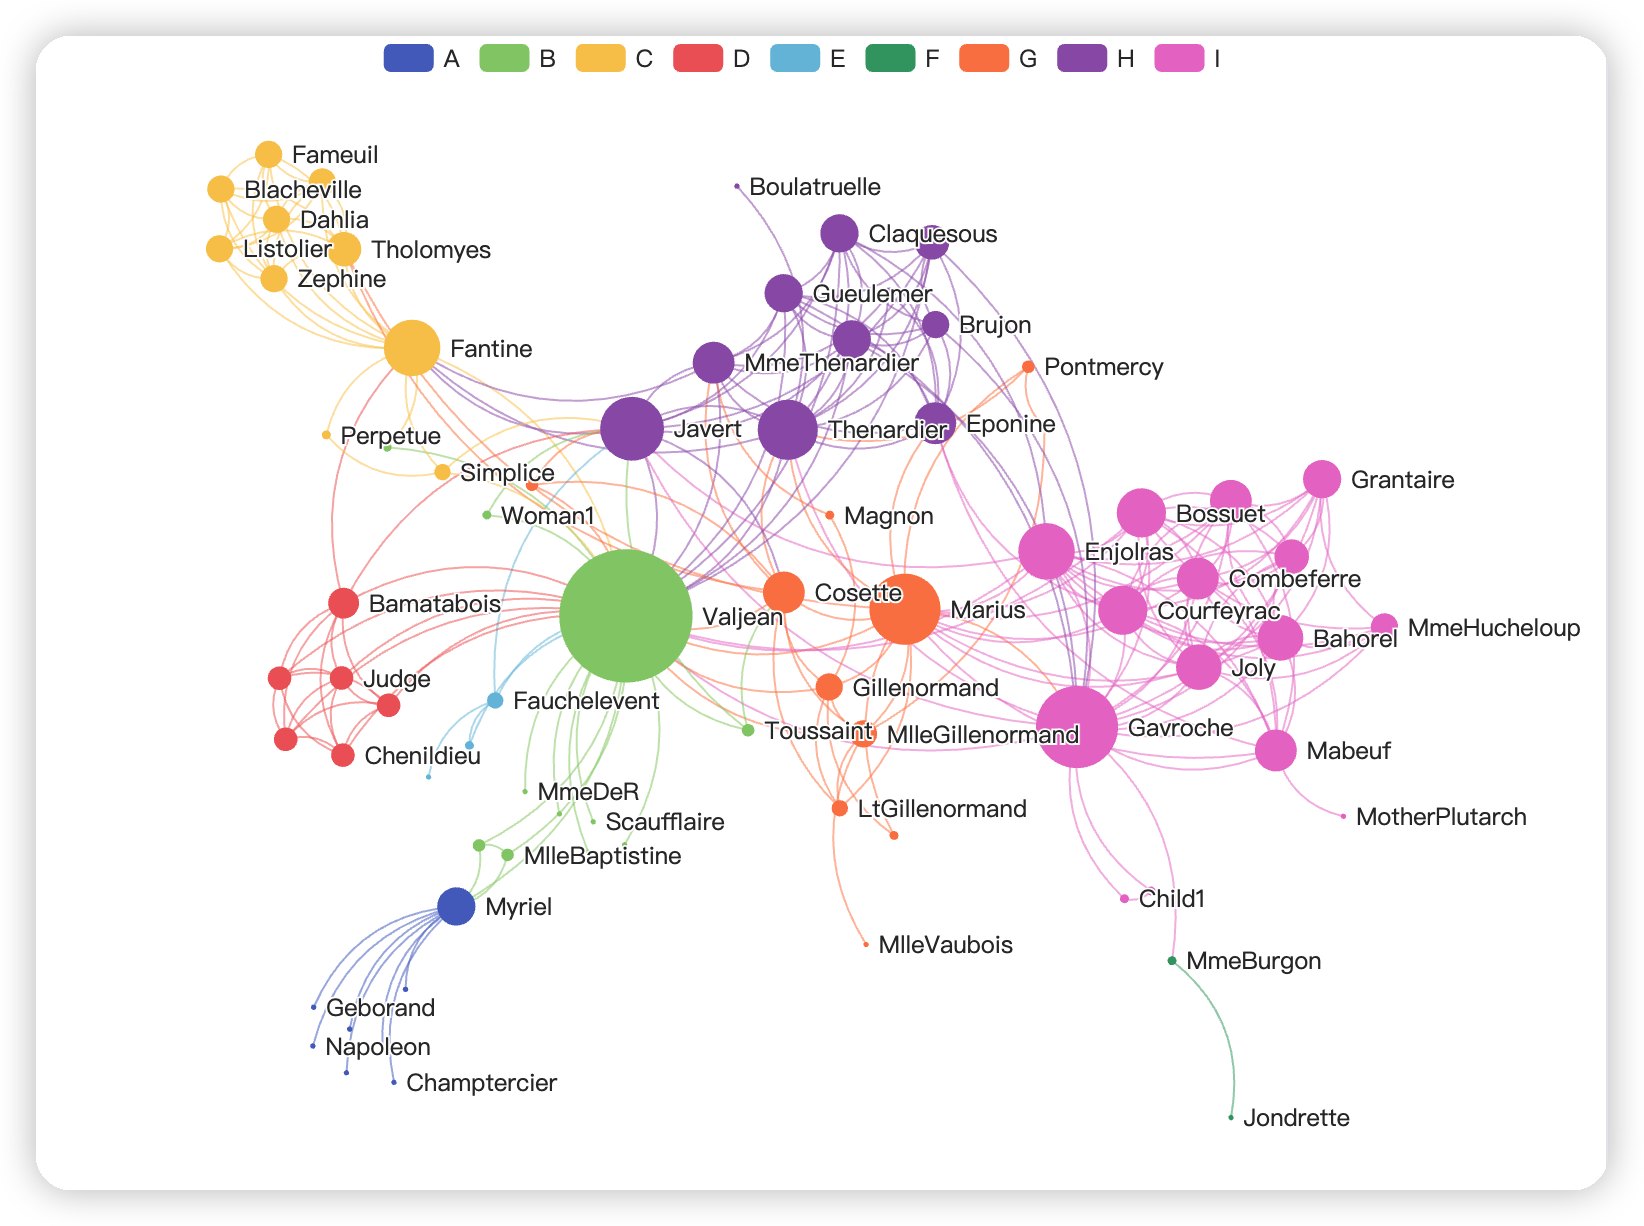 A B C D E F G H I
Fameuil
Boulatruelle
Blacheville
Dahlia
Claquesous
Listolier
Tholomyes
Zephine
Gueulemer
Brujon
Fantine
MmeThenardier
Pontmercy
Perpetue
Javert
Thenardier
Eponine
Simplice
Grantaire
Woman1
Magnon
Bossuet
Enjolras
Combeferre
Bamatabois
Valjean
Cosette
Marius
Courfeyrac
MmeHucheloup
Bahorel
Judge
Joly
Fauchelevent
Gillenormand
Toussaint
MlleGillenormand
Gavroche
Chenildieu
Mabeuf
MmeDeR
Scaufflaire
LtGillenormand
MotherPlutarch
MlleBaptistine
Myriel
Child1
MlleVaubois
MmeBurgon
Geborand
Napoleon
Champtercier
Jondrette